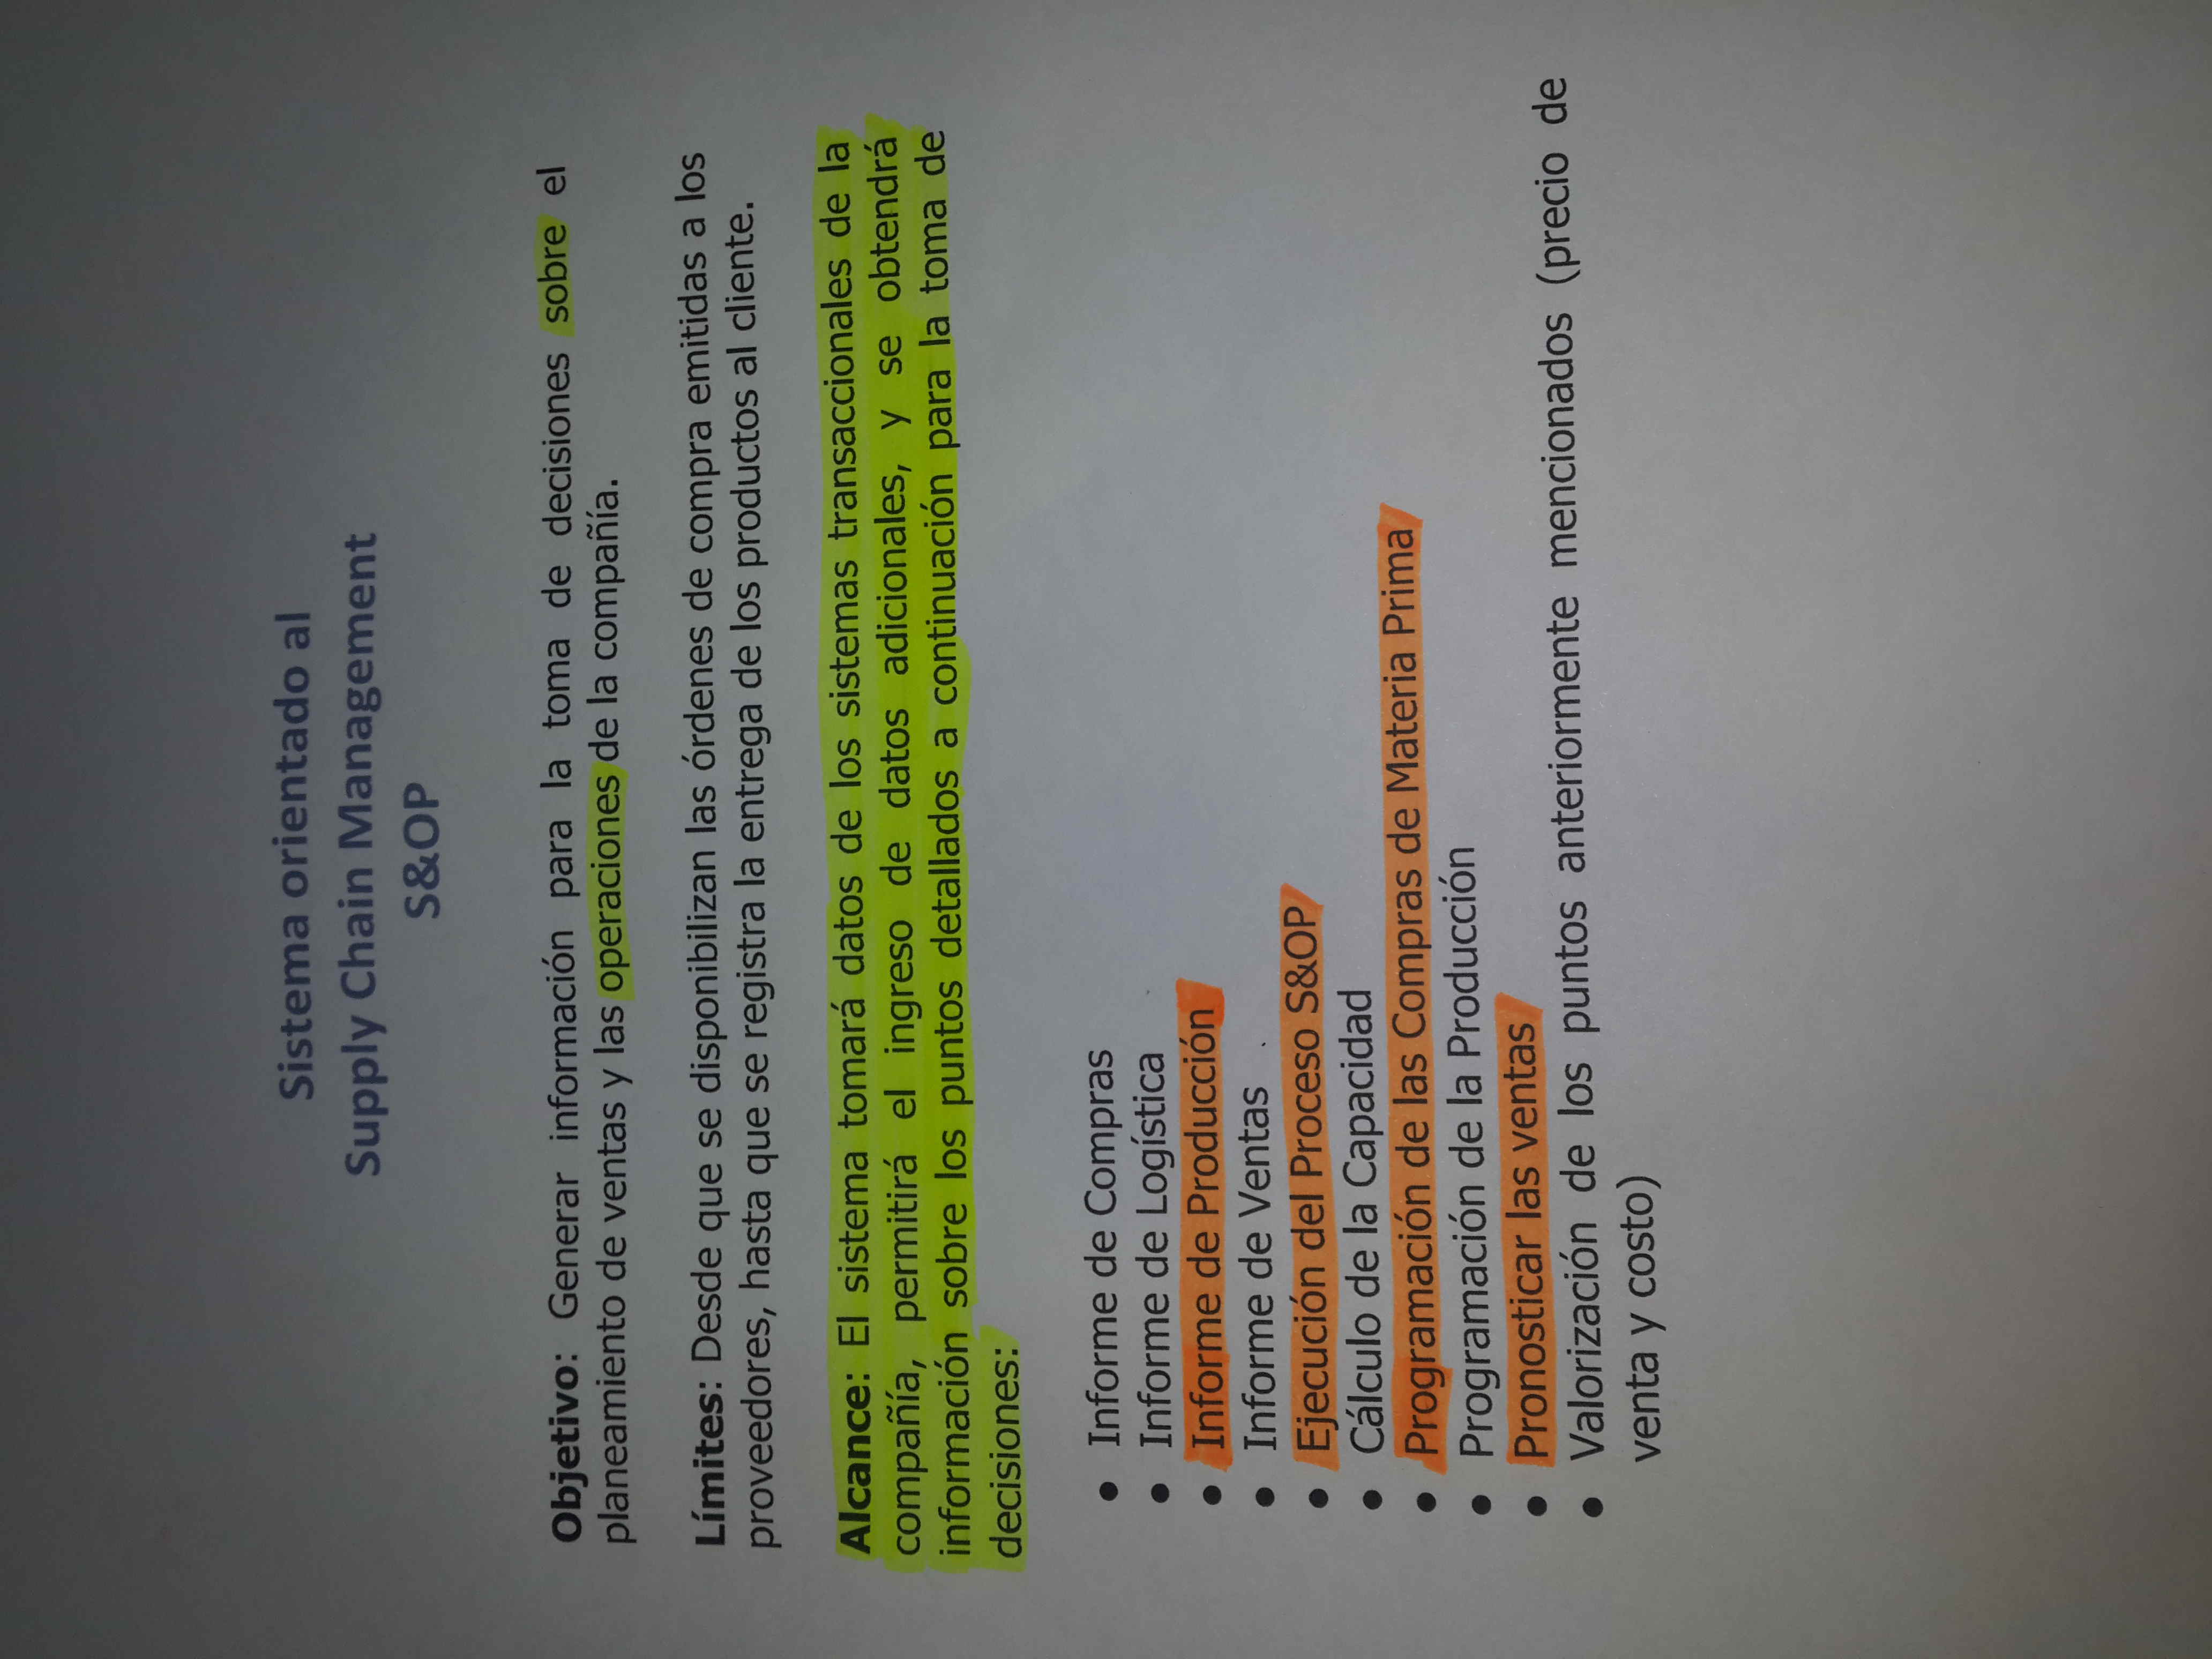 Sistema orientado al
Supply Chain Management
S&OP
Objetivo: Generar información para la toma de decisiones sobre el
planeamiento de ventas y las operaciones de la compañía.
Límites: Desde que se disponibilizan las órdenes de compra emitidas a los
proveedores, hasta que se registra la entrega de los productos al cliente.
Alcance: El sistema tomará datos de los sistemas transaccionales de la
compañía, permitirá el ingreso de datos adicionales, y se obtendrá
información sobre los puntos detallados a continuación para la toma de
decisiones:
• Informe de Compras
• Informe de Logística
• Informe de Producción
• Informe de Ventas
• Ejecución del Proceso S&OP
• Cálculo de la Capacidad
• Programación de las Compras de Materia Prima
• Programación de la Producción
• Pronosticar las ventas
• Valorización de los puntos anteriormente mencionados (precio de
venta y costo)